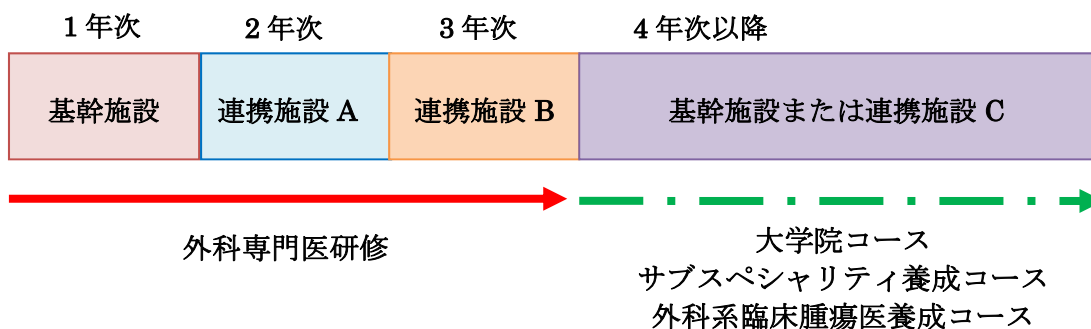 1 年次 2 年次 3 年次 4 年次以降
基幹施設 連携施設 A 連携施設 B 基幹施設または連携施設 C
外科専門医研修
大学院コース
サブスペシャリティ養成コース
外科系臨床腫瘍医養成コース